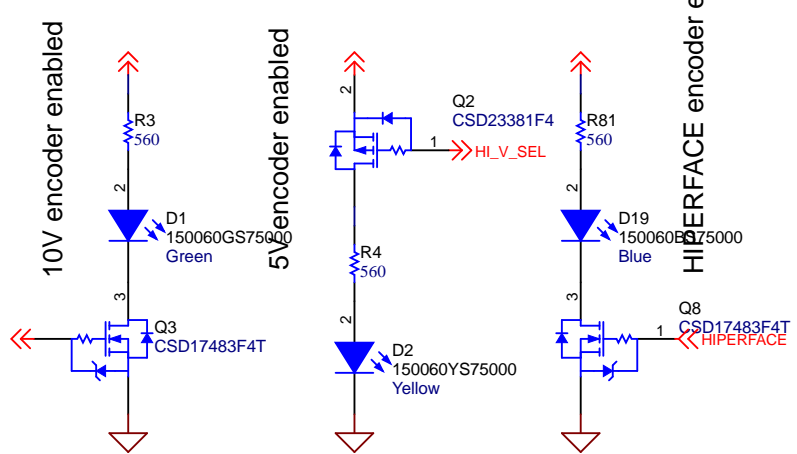 10V encoder enabled
R3
560
2
D1
150060GS75000
Green
3
Q3
CSD17483F4T
5V encoder enabled
2
Q2
CSD23381F4
1
HI_V_SEL
R4
560
2
D2
150060YS75000
Yellow
HIPERFACE encoder e
R81
560
2
D19
150060BS75000
Blue
3
Q8
CSD17483F4T
1
HIPERFACE